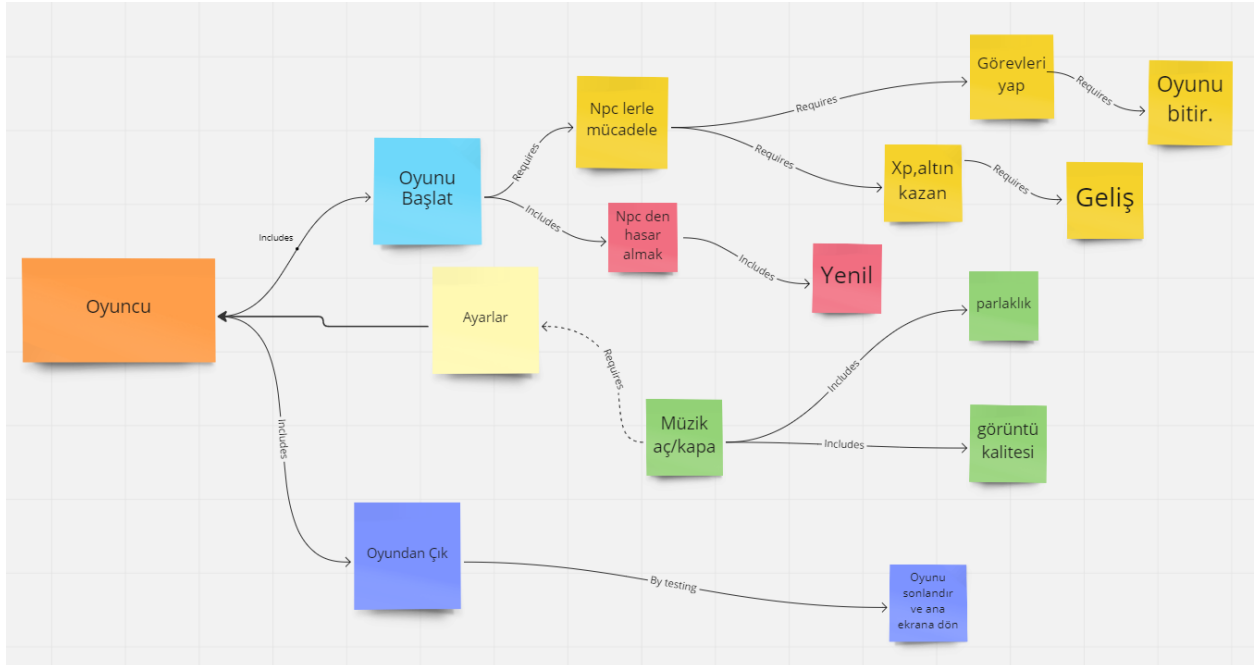 Oyuncu
Includes
Oyunu
Başlat
Requires
Npc lerle
mücadele
Requires
Görevleri
yap
Requires
Oyunu
bitir.
Requires
Xp,altın
kazan
Requires
Geliş
Includes
Npc den
hasar
almak
Includes
Yenil
Ayarlar
Requires
Müzik
aç/kapa
Includes
parlaklık
Includes
görüntü
kalitesi
Includes
Oyundan Çık
By testing
Oyunu
sonlandır
ve ana
ekrana dön